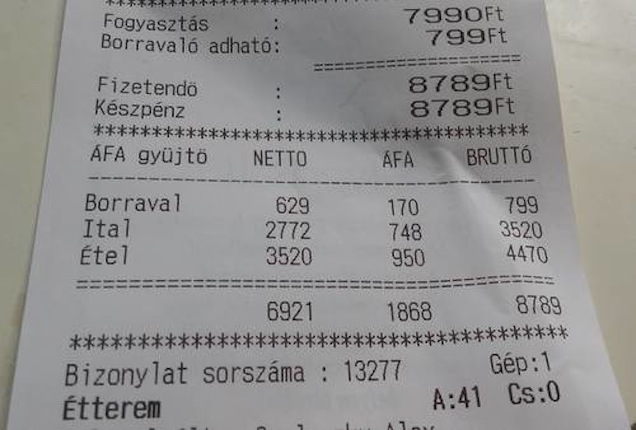 ****************************************
Fogyasztás : 7990Ft
Borravaló adható: 799Ft
====================
Fizetendö : 8789Ft
Készpénz : 8789Ft
****************************************
ÁFA gyüjtö NETTO ÁFA BRUTTÓ
----------------------------------------
Borraval 629 170 799
Ital 2772 748 3520
Étel 3520 950 4470
========================================
6921 1868 8789
****************************************
Bizonylat sorszáma : 13277 Gép:1
Étterem A:41 Cs:0